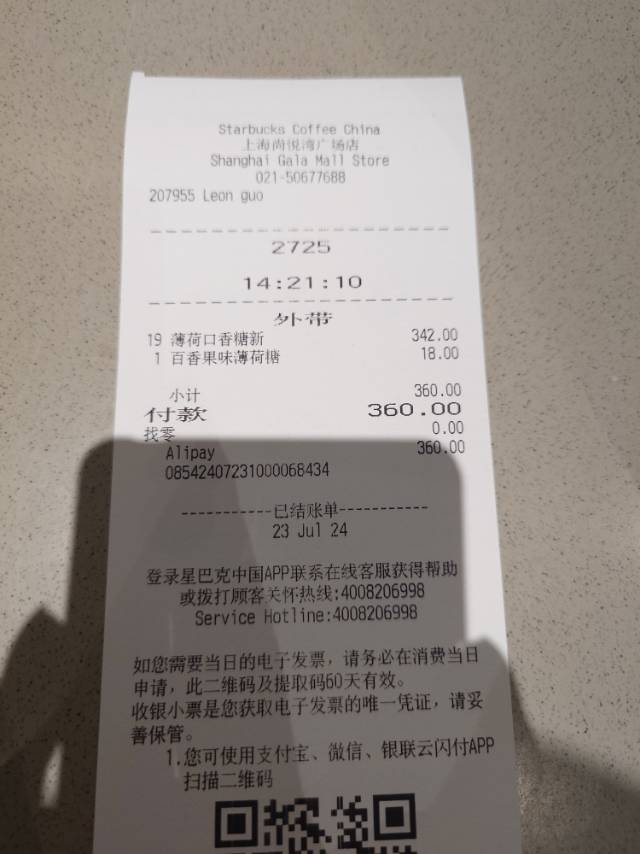 Starbucks Coffee China
上海尚悦湾广场店
Shanghai Gala Mall Store
021-50677688
207955 Leon guo
2725
14:21:10
外带
19 薄荷口香糖新 342.00
1 百香果味薄荷糖 18.00
小计 360.00
付款 360.00
找零 0.00
Alipay 360.00
08542407231000068434
-----------已结账单-----------
23 Jul 24
登录星巴克中国APP联系在线客服获得帮助
或拨打顾客关怀热线:4008206998
Service Hotline:4008206998
如您需要当日的电子发票，请务必在消费当日
申请，此二维码及提取码60天有效。
收银小票是您获取电子发票的唯一凭证，请妥
善保管。
1.您可使用支付宝、微信、银联云闪付APP
扫描二维码